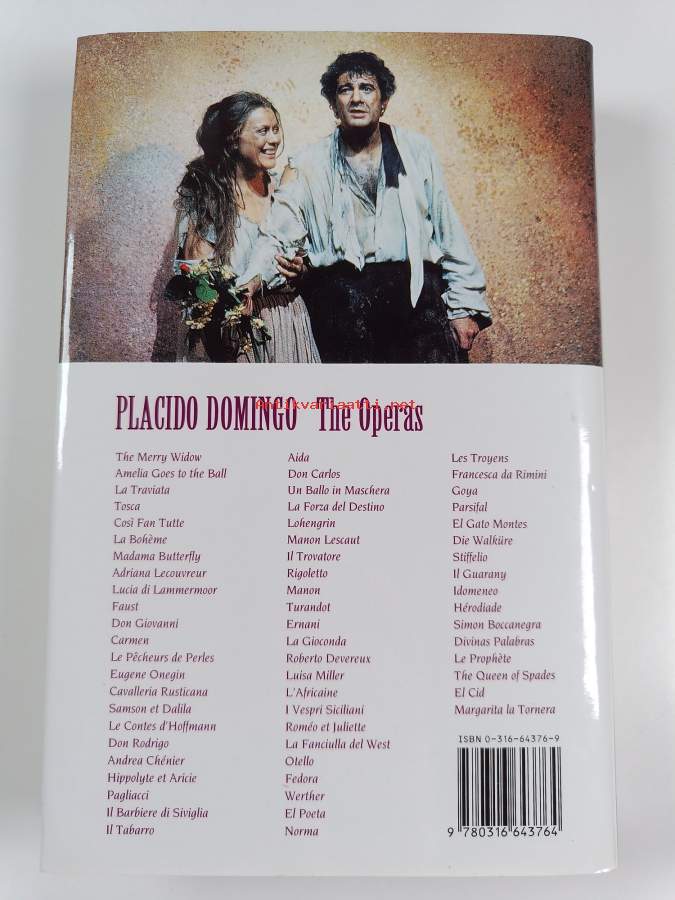 PLACIDO DOMINGO The Operas
Antikvariaatti.net
The Merry Widow
Amelia Goes to the Ball
La Traviata
Tosca
Così Fan Tutte
La Bohème
Madama Butterfly
Adriana Lecouvreur
Lucia di Lammermoor
Faust
Don Giovanni
Carmen
Le Pêcheurs de Perles
Eugene Onegin
Cavalleria Rusticana
Samson et Dalila
Le Contes d'Hoffmann
Don Rodrigo
Andrea Chénier
Hippolyte et Aricie
Pagliacci
Il Barbiere di Siviglia
Il Tabarro
Aida
Don Carlos
Un Ballo in Maschera
La Forza del Destino
Lohengrin
Manon Lescaut
Il Trovatore
Rigoletto
Manon
Turandot
Ernani
La Gioconda
Roberto Devereux
Luisa Miller
L'Africaine
I Vespri Siciliani
Roméo et Juliette
La Fanciulla del West
Otello
Fedora
Werther
El Poeta
Norma
Les Troyens
Francesca da Rimini
Goya
Parsifal
El Gato Montes
Die Walküre
Stiffelio
Il Guarany
Idomeneo
Hérodiade
Simon Boccanegra
Divinas Palabras
Le Prophète
The Queen of Spades
El Cid
Margarita la Tornera
ISBN 0-316-64376-9
9 780316 643764